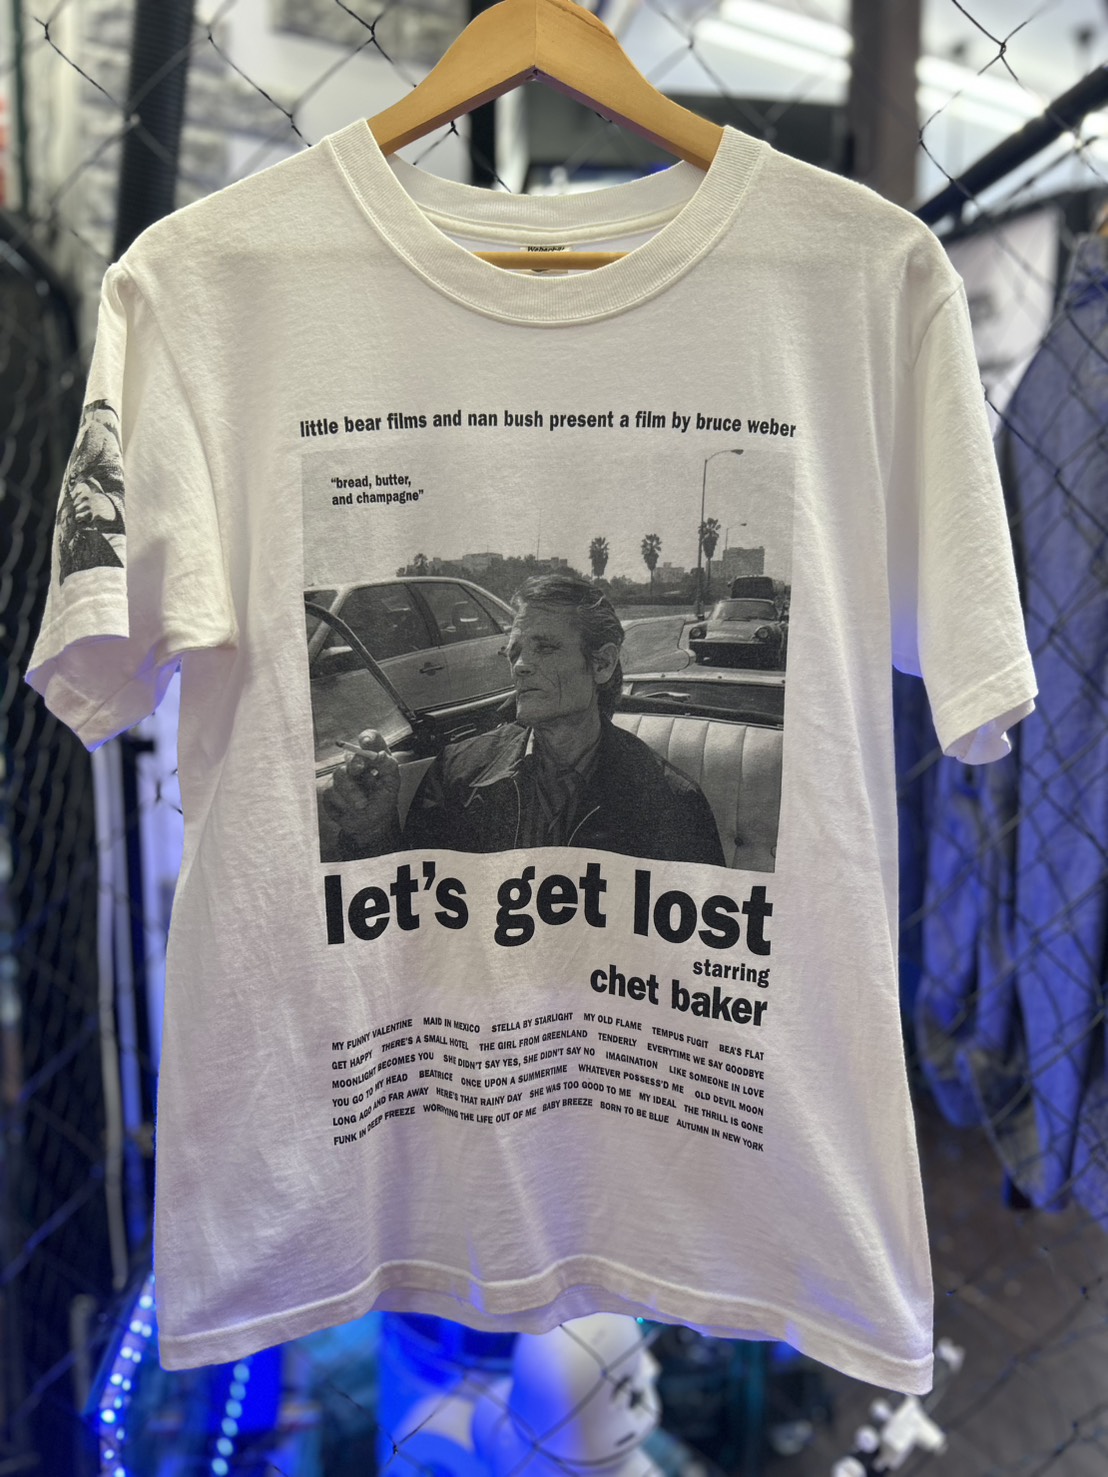 little bear films and nan bush present a film by bruce weber
“bread, butter,
and champagne”
let’s get lost
starring
chet baker
MY FUNNY VALENTINE MAID IN MEXICO STELLA BY STARLIGHT MY OLD FLAME TEMPUS FUGIT BEA'S FLAT
GET HAPPY THERE'S A SMALL HOTEL THE GIRL FROM GREENLAND TENDERLY EVERYTIME WE SAY GOODBYE
MOONLIGHT BECOMES YOU SHE DIDN'T SAY YES, SHE DIDN'T SAY NO IMAGINATION LIKE SOMEONE IN LOVE
YOU GO TO MY HEAD BEATRICE ONCE UPON A SUMMERTIME WHATEVER POSSESS'D ME OLD DEVIL MOON
LONG AGO AND FAR AWAY HERE'S THAT RAINY DAY SHE WAS TOO GOOD TO ME MY IDEAL THE THRILL IS GONE
FUNK IN DEEP FREEZE WORRYING THE LIFE OUT OF ME BABY BREEZE BORN TO BE BLUE AUTUMN IN NEW YORK